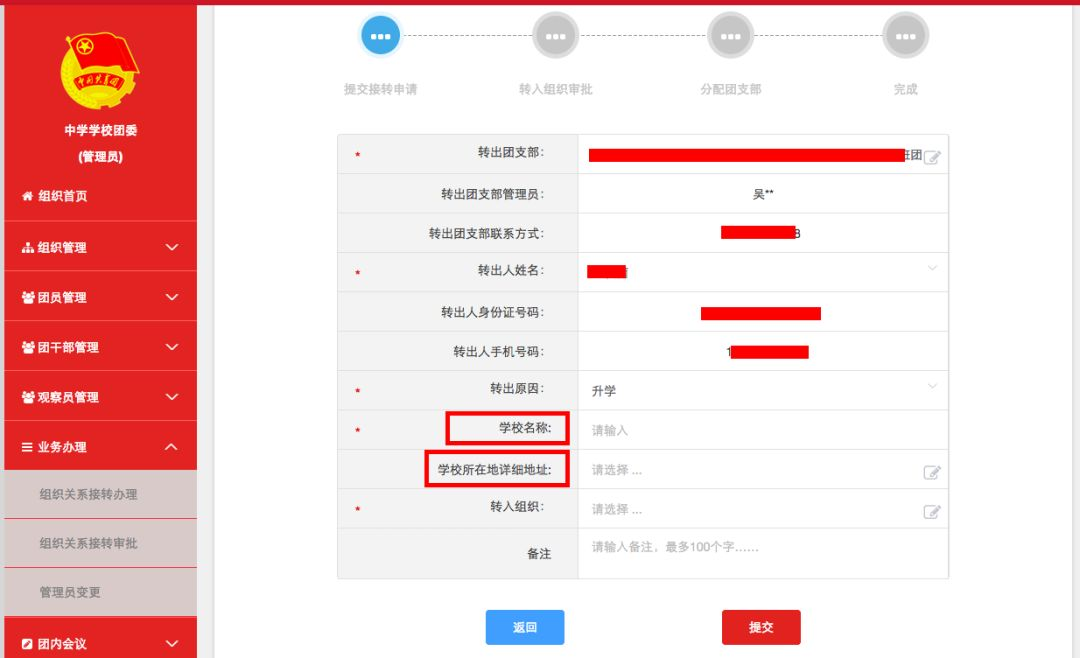 中国共青团
中学学校团委
(管理员)
组织首页
组织管理
团员管理
团干部管理
观察员管理
业务办理
组织关系接转办理
组织关系接转审批
管理员变更
团内会议
提交接转申请
转入组织审批
分配团支部
完成
* 转出团支部: 团
转出团支部管理员: 吴**
转出团支部联系方式: 8
* 转出人姓名:
转出人身份证号码:
转出人手机号码: 1
* 转出原因: 升学
* 学校名称: 请输入
学校所在地详细地址: 请选择 ...
* 转入组织: 请选择 ...
备注 请输入备注，最多100个字……
返回
提交